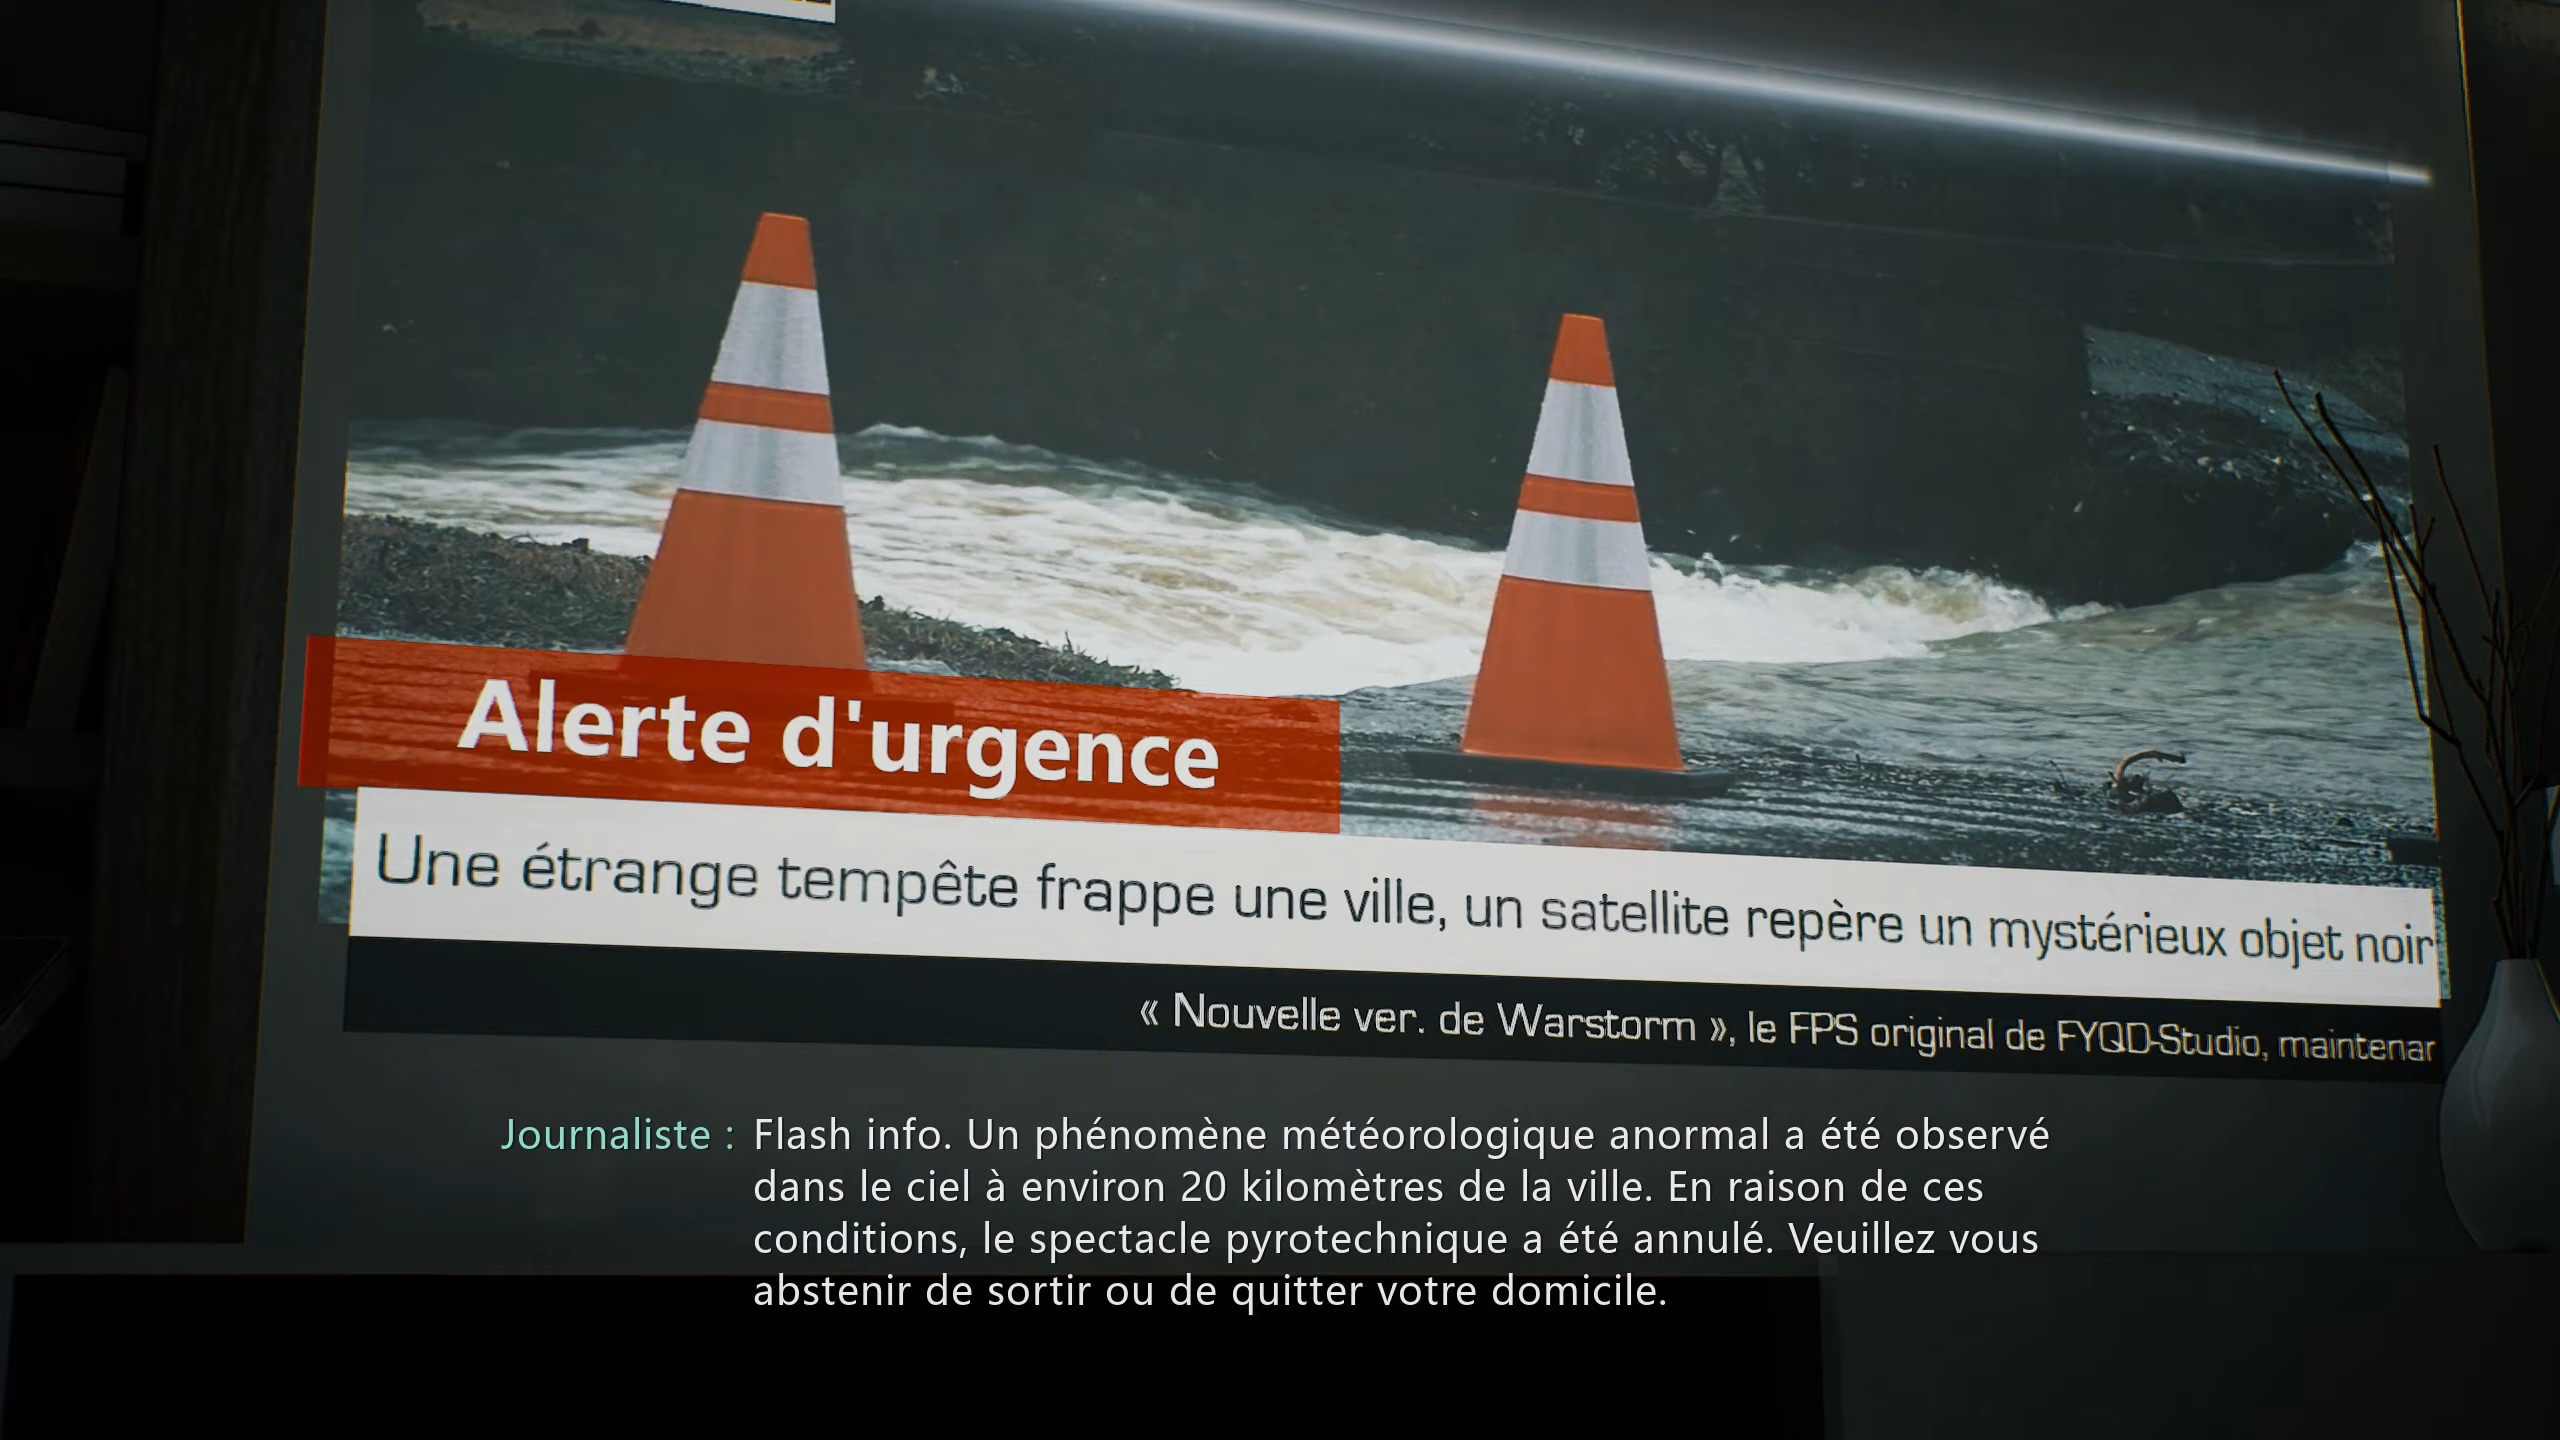 Alerte d'urgence
Une étrange tempête frappe une ville, un satellite repère un mystérieux objet noir
« Nouvelle ver. de Warstorm », le FPS original de FYQD-Studio, maintenar
Journaliste : Flash info. Un phénomène météorologique anormal a été observé
dans le ciel à environ 20 kilomètres de la ville. En raison de ces
conditions, le spectacle pyrotechnique a été annulé. Veuillez vous
abstenir de sortir ou de quitter votre domicile.